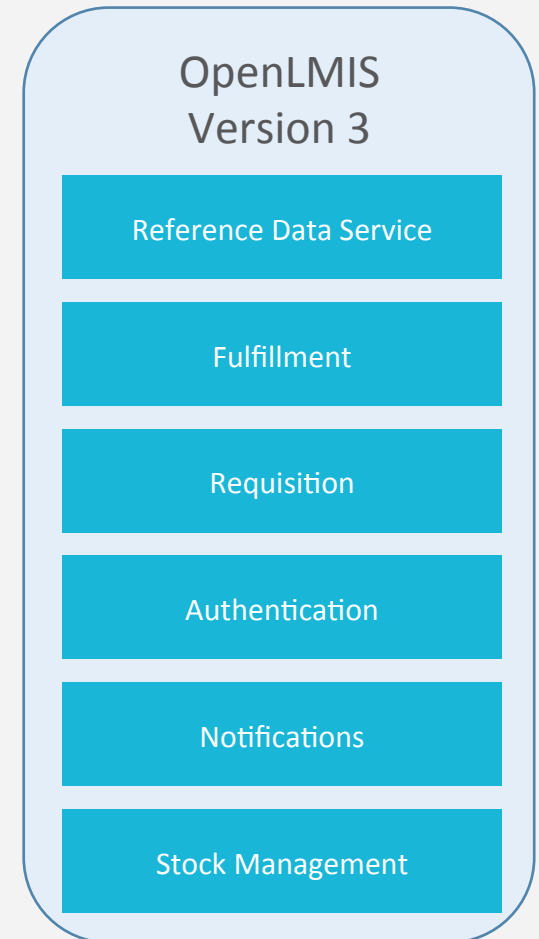 OpenLMIS
Version 3
Reference Data Service
Fulfillment
Requisition
Authentication
Notifications
Stock Management